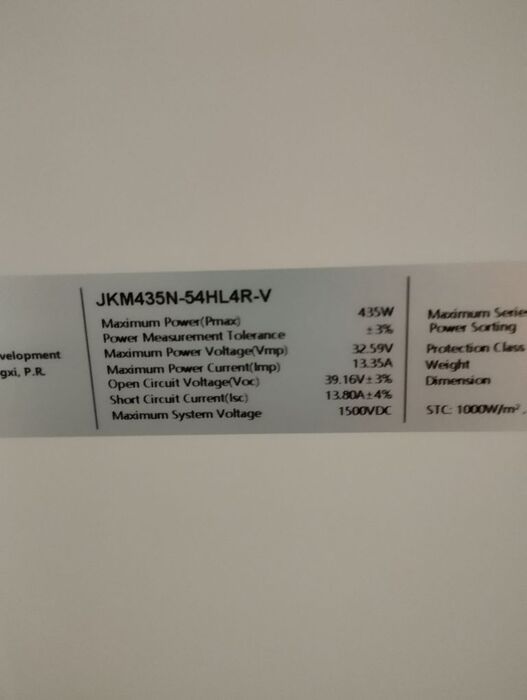 velopment
gxi, P.R.
JKM435N-54HL4R-V
Maximum Power(Pmax) 435W
Power Measurement Tolerance ±3%
Maximum Power Voltage(Vmp) 32.59V
Maximum Power Current(Imp) 13.35A
Open Circuit Voltage(Voc) 39.16V±3%
Short Circuit Current(Isc) 13.80A±4%
Maximum System Voltage 1500VDC
Maximum Serie
Power Sorting
Protection Class
Weight
Dimension
STC: 1000W/m²,